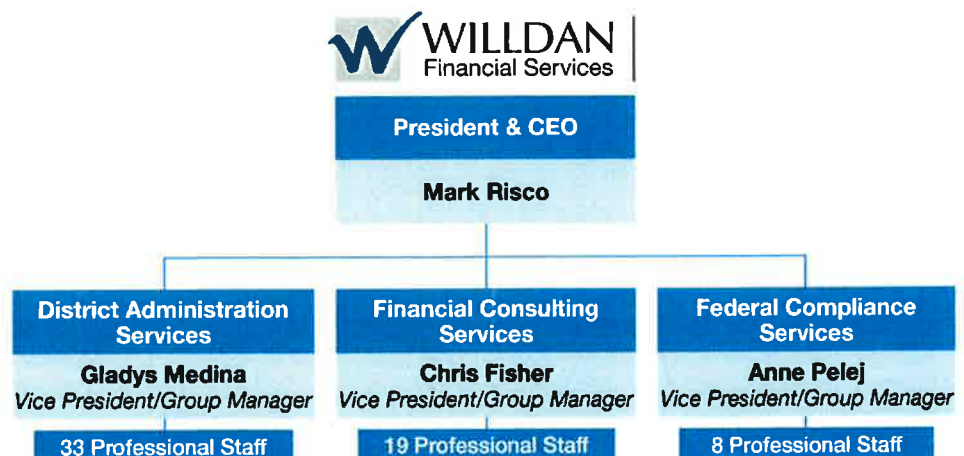 WILLDAN
Financial Services
President & CEO
Mark Risco
District Administration
Services
Gladys Medina
Vice President/Group Manager
33 Professional Staff
Financial Consulting
Services
Chris Fisher
Vice President/Group Manager
19 Professional Staff
Federal Compliance
Services
Anne Pelej
Vice President/Group Manager
8 Professional Staff